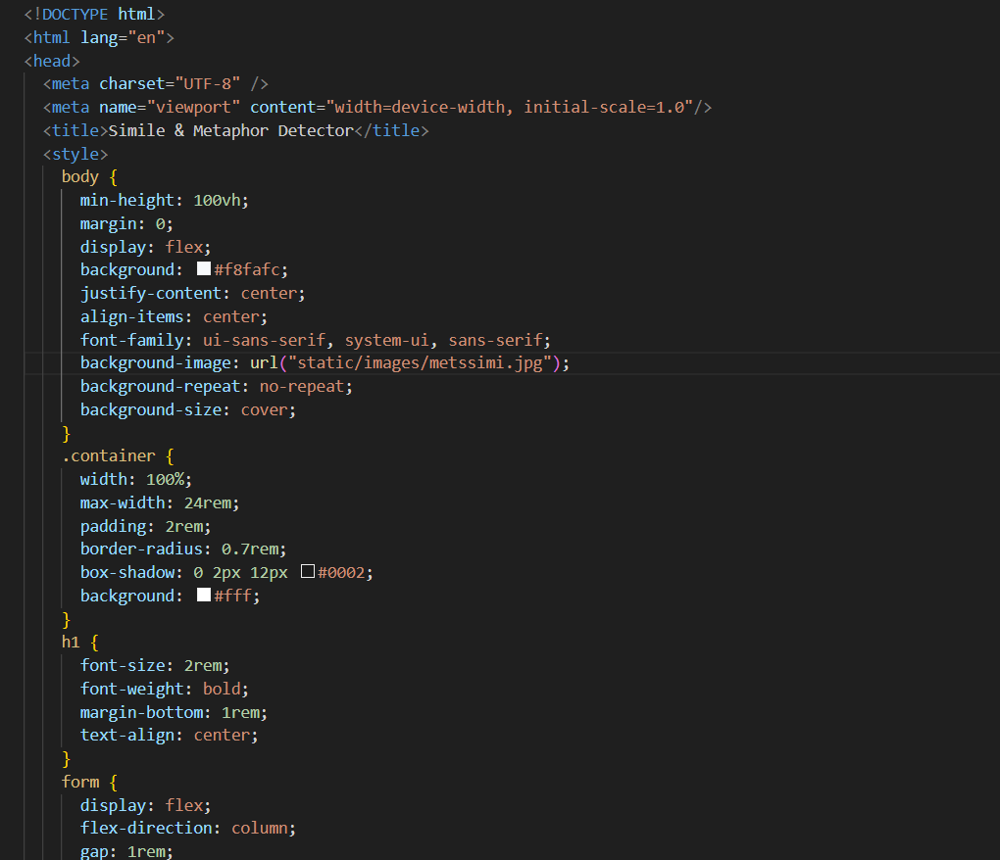 <!DOCTYPE html>
<html lang="en">
<head>
<meta charset="UTF-8" />
<meta name="viewport" content="width=device-width, initial-scale=1.0"/>
<title>Simile & Metaphor Detector</title>
<style>
body {
min-height: 100vh;
margin: 0;
display: flex;
background: #f8fafc;
justify-content: center;
align-items: center;
font-family: ui-sans-serif, system-ui, sans-serif;
background-image: url("static/images/metssimi.jpg");
background-repeat: no-repeat;
background-size: cover;
}
.container {
width: 100%;
max-width: 24rem;
padding: 2rem;
border-radius: 0.7rem;
box-shadow: 0 2px 12px #0002;
background: #fff;
}
h1 {
font-size: 2rem;
font-weight: bold;
margin-bottom: 1rem;
text-align: center;
}
form {
display: flex;
flex-direction: column;
gap: 1rem;